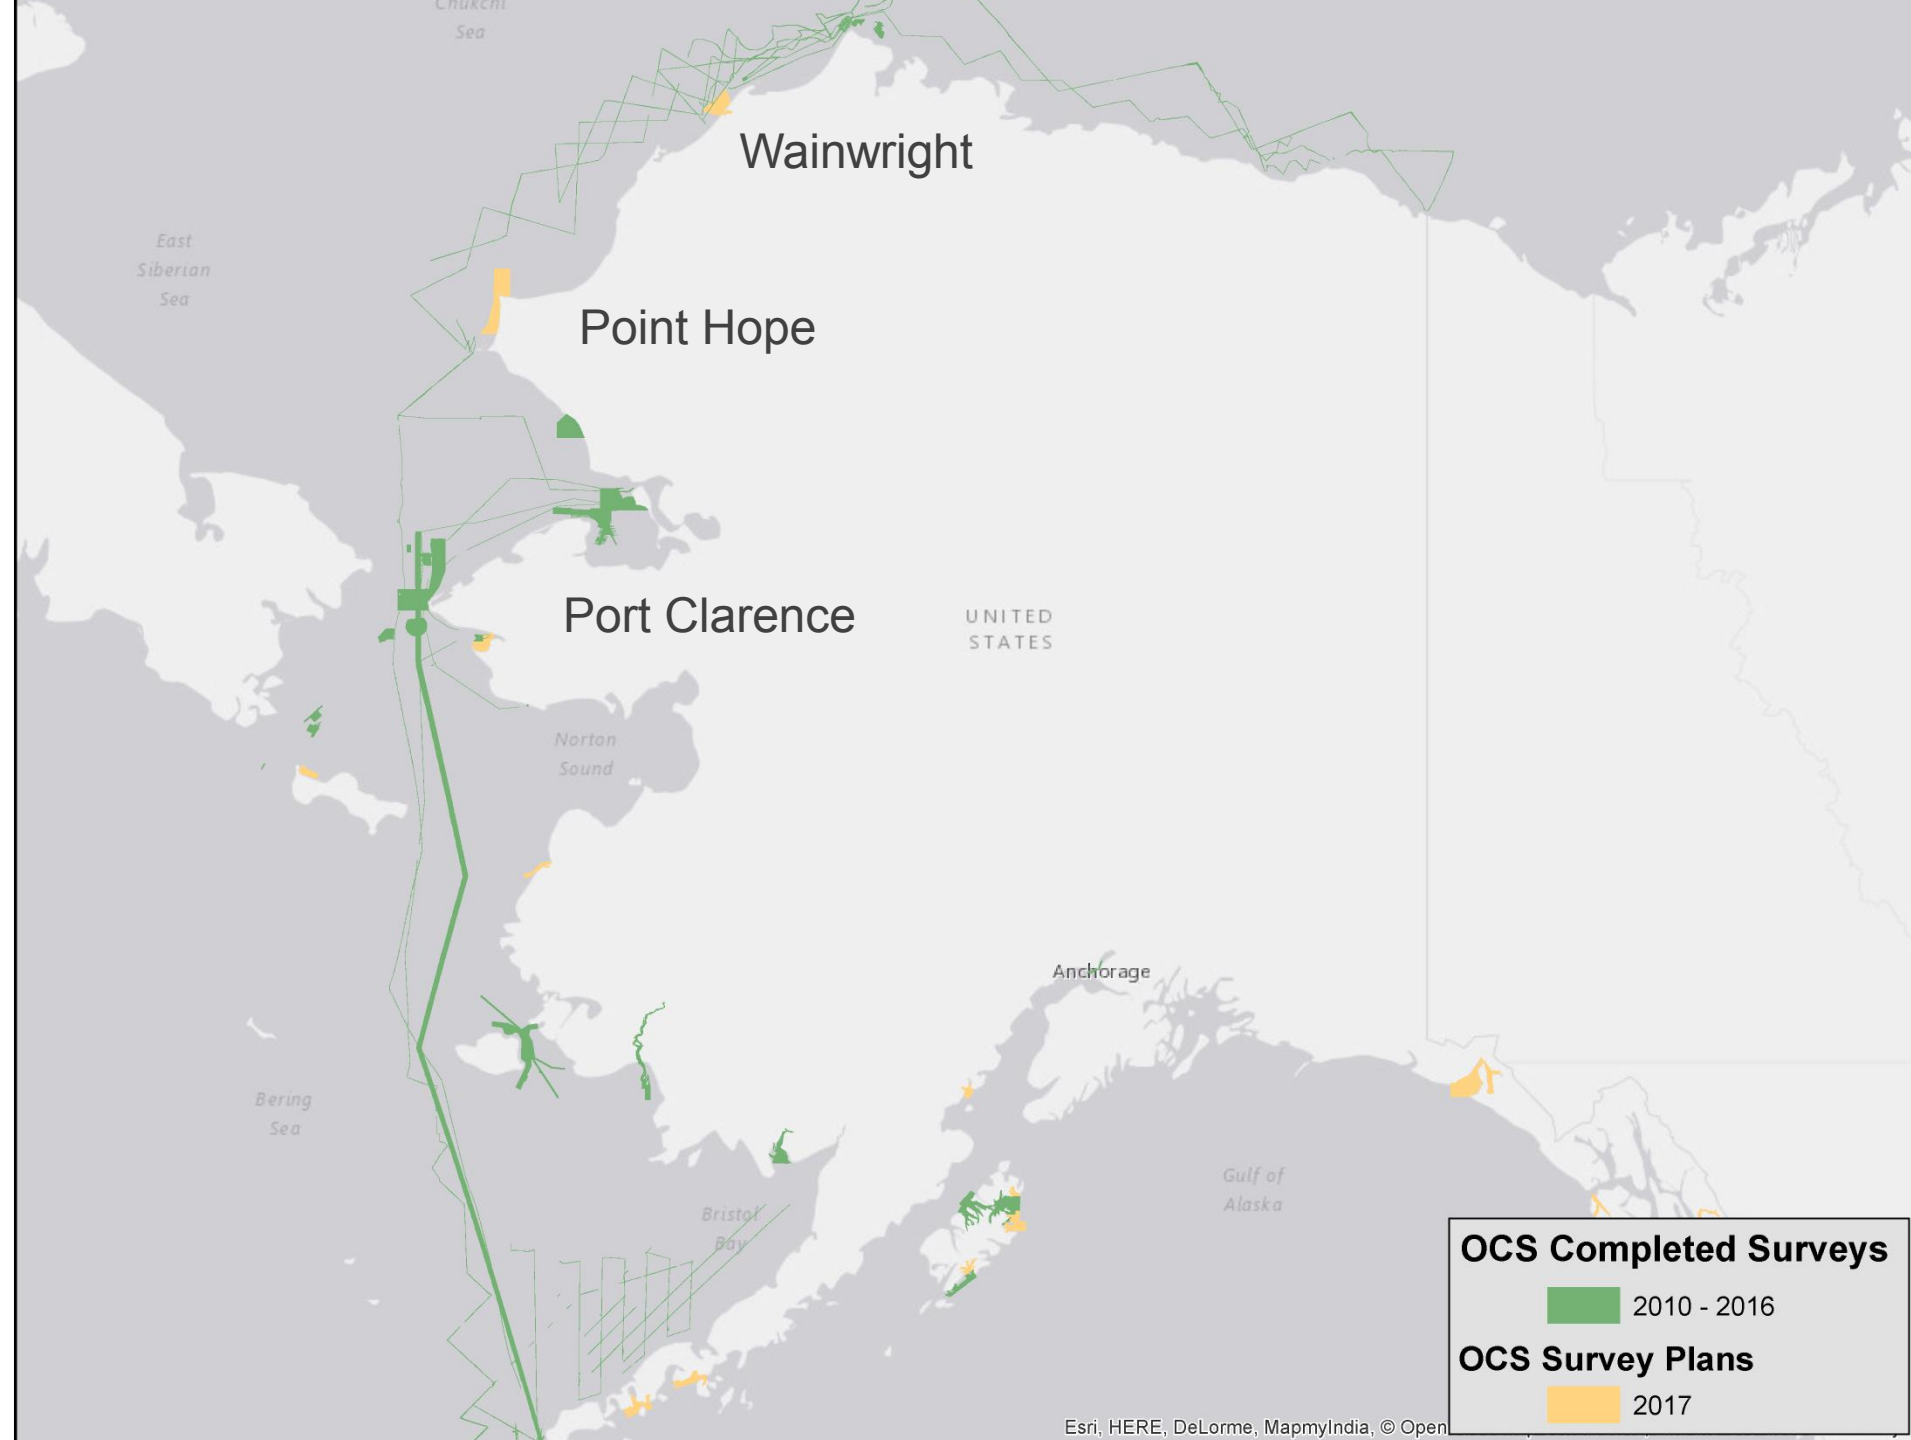 Chukchi
Sea
Wainwright
East
Siberian
Sea
Point Hope
Port Clarence
UNITED
STATES
Norton
Sound
Anchorage
Bering
Sea
Gulf of
Alaska
Bristol
Bay
OCS Completed Surveys
2010 - 2016
OCS Survey Plans
2017
Esri, HERE, DeLorme, MapmyIndia, © Open